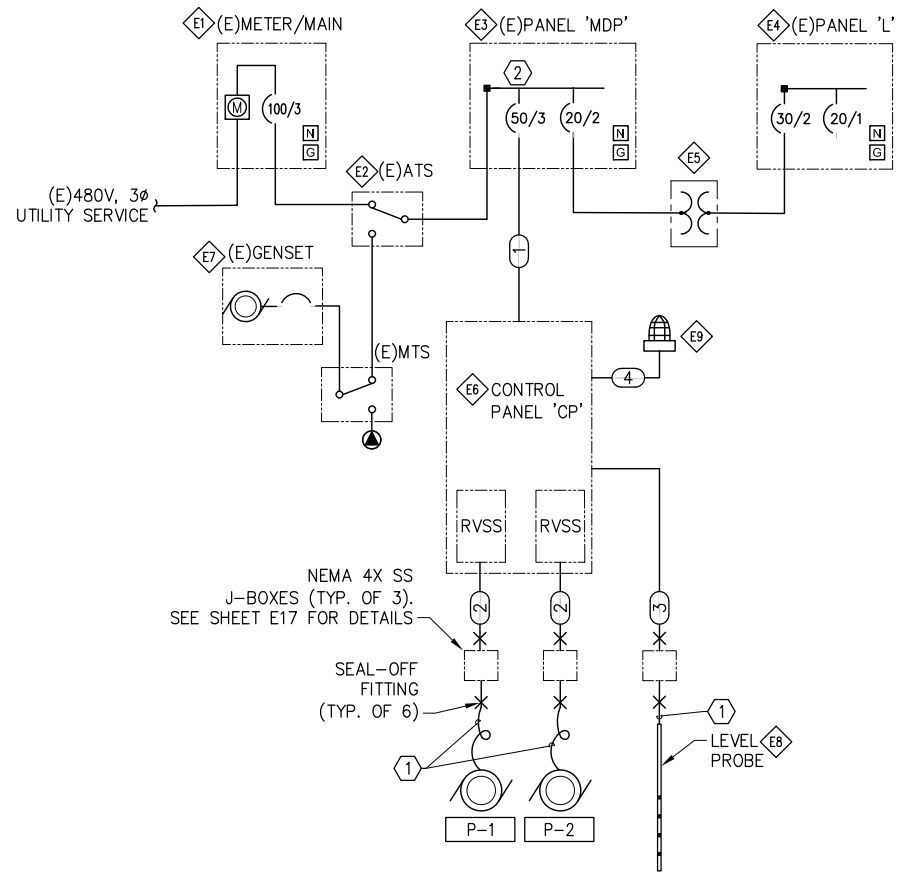 E1 (E)METER/MAIN
E3 (E)PANEL 'MDP'
E4 (E)PANEL 'L'
M
100/3
N
G
2
50/3
20/2
N
G
30/2
20/1
N
G
E2 (E)ATS
E5
(E)480V, 3ø
UTILITY SERVICE
E7 (E)GENSET
1
(E)MTS
E9
4
E6 CONTROL
PANEL 'CP'
RVSS
RVSS
NEMA 4X SS
J-BOXES (TYP. OF 3).
SEE SHEET E17 FOR DETAILS
2
2
3
SEAL-OFF
FITTING
(TYP. OF 6)
1
1
LEVEL E8
PROBE
P-1
P-2